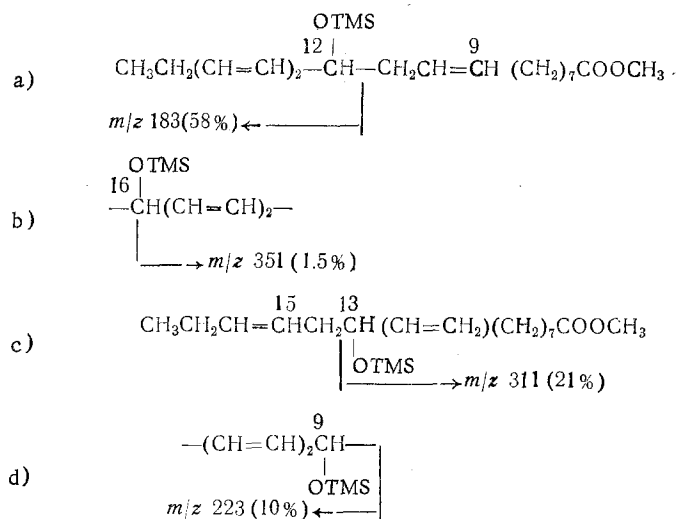 OTMS
12 9
a) CH₃CH₂(CH=CH)₂—CH—CH₂CH=CH (CH₂)₇COOCH₃
m/z 183(58%)←
OTMS
16
b) —CH(CH=CH)₂—
→m/z 351 (1.5%)
15 13
c) CH₃CH₂CH=CHCH₂CH (CH=CH₂)(CH₂)₇COOCH₃
OTMS
→m/z 311 (21%)
9
d) —(CH=CH)₂CH—
OTMS
m/z 223 (10%)←